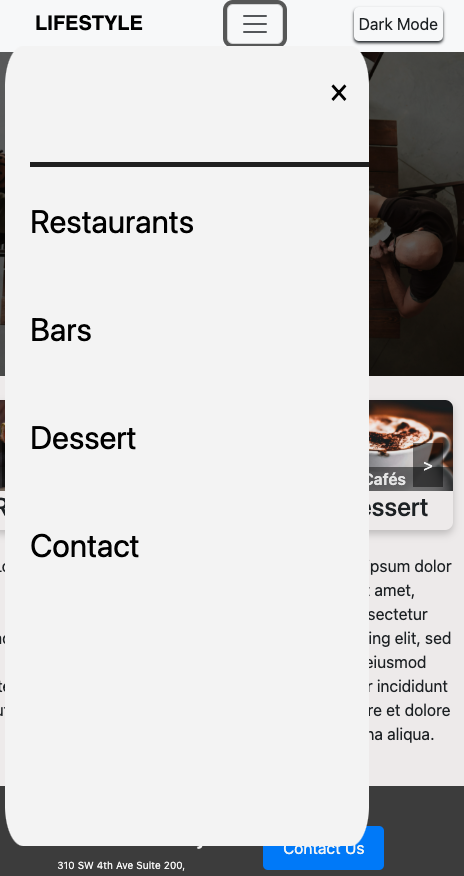 LIFESTYLE
Dark Mode
×
Restaurants
Bars
Dessert
Contact
Cafés
>
psum dolor
amet,
sectetur
ing elit, sed
eiusmod
incididunt
re et dolore
na aliqua.
Contact Us
310 SW 4th Ave Suite 200,